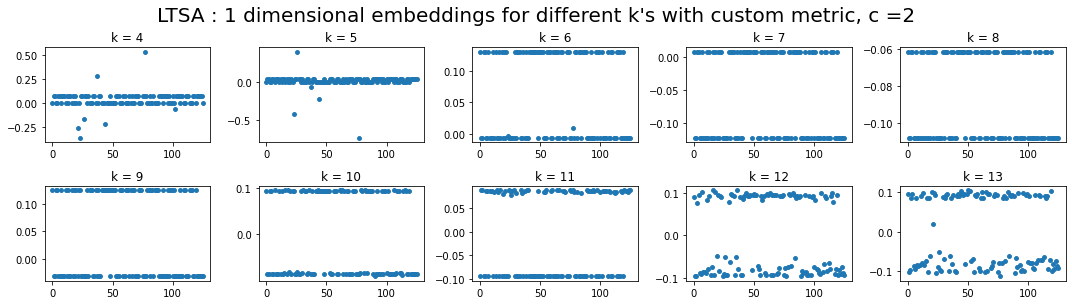 LTSA : 1 dimensional embeddings for different k's with custom metric, c =2
k = 4
k = 5
k = 6
k = 7
k = 8
0.50
0.25
0.00
−0.25
0 50 100
0.0
−0.5
0 50 100
0.10
0.05
0.00
0 50 100
0.00
−0.05
−0.10
0 50 100
−0.06
−0.08
−0.10
0 50 100
k = 9
k = 10
k = 11
k = 12
k = 13
0.10
0.05
0.00
0 50 100
0.1
0.0
0 50 100
0.05
0.00
−0.05
−0.10
0 50 100
0.1
0.0
−0.1
0 50 100
0.1
0.0
−0.1
0 50 100